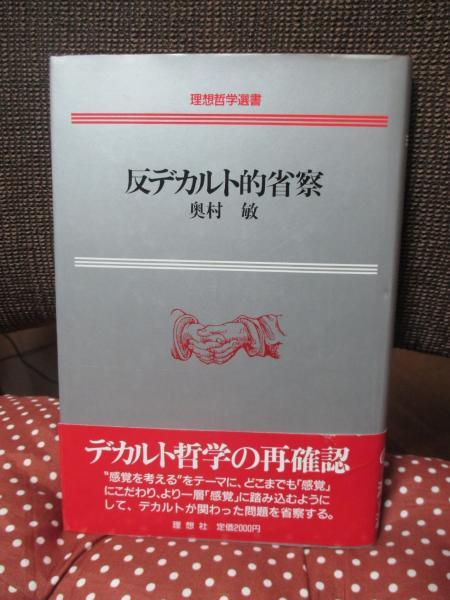 理想哲学選書
反デカルト的省察
奥村 敏
デカルト哲学の再確認
"感覚を考える"をテーマに、どこまでも「感覚」
にこだわり、より一層「感覚」に踏み込むように
して、デカルトが関わった問題を省察する。
理想社 定価2000円